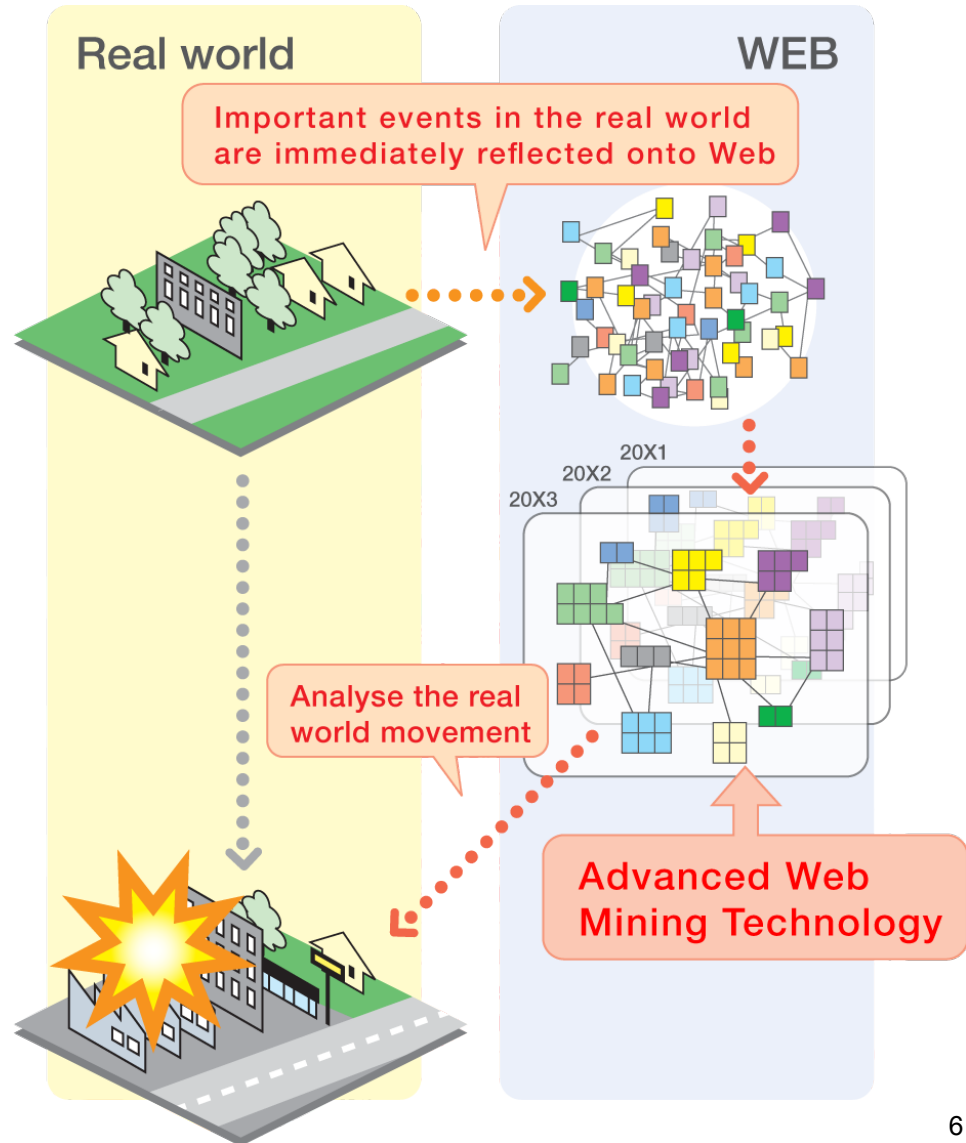 Real world
WEB
Important events in the real world
are immediately reflected onto Web
20X1
20X2
20X3
Analyse the real
world movement
Advanced Web
Mining Technology
6